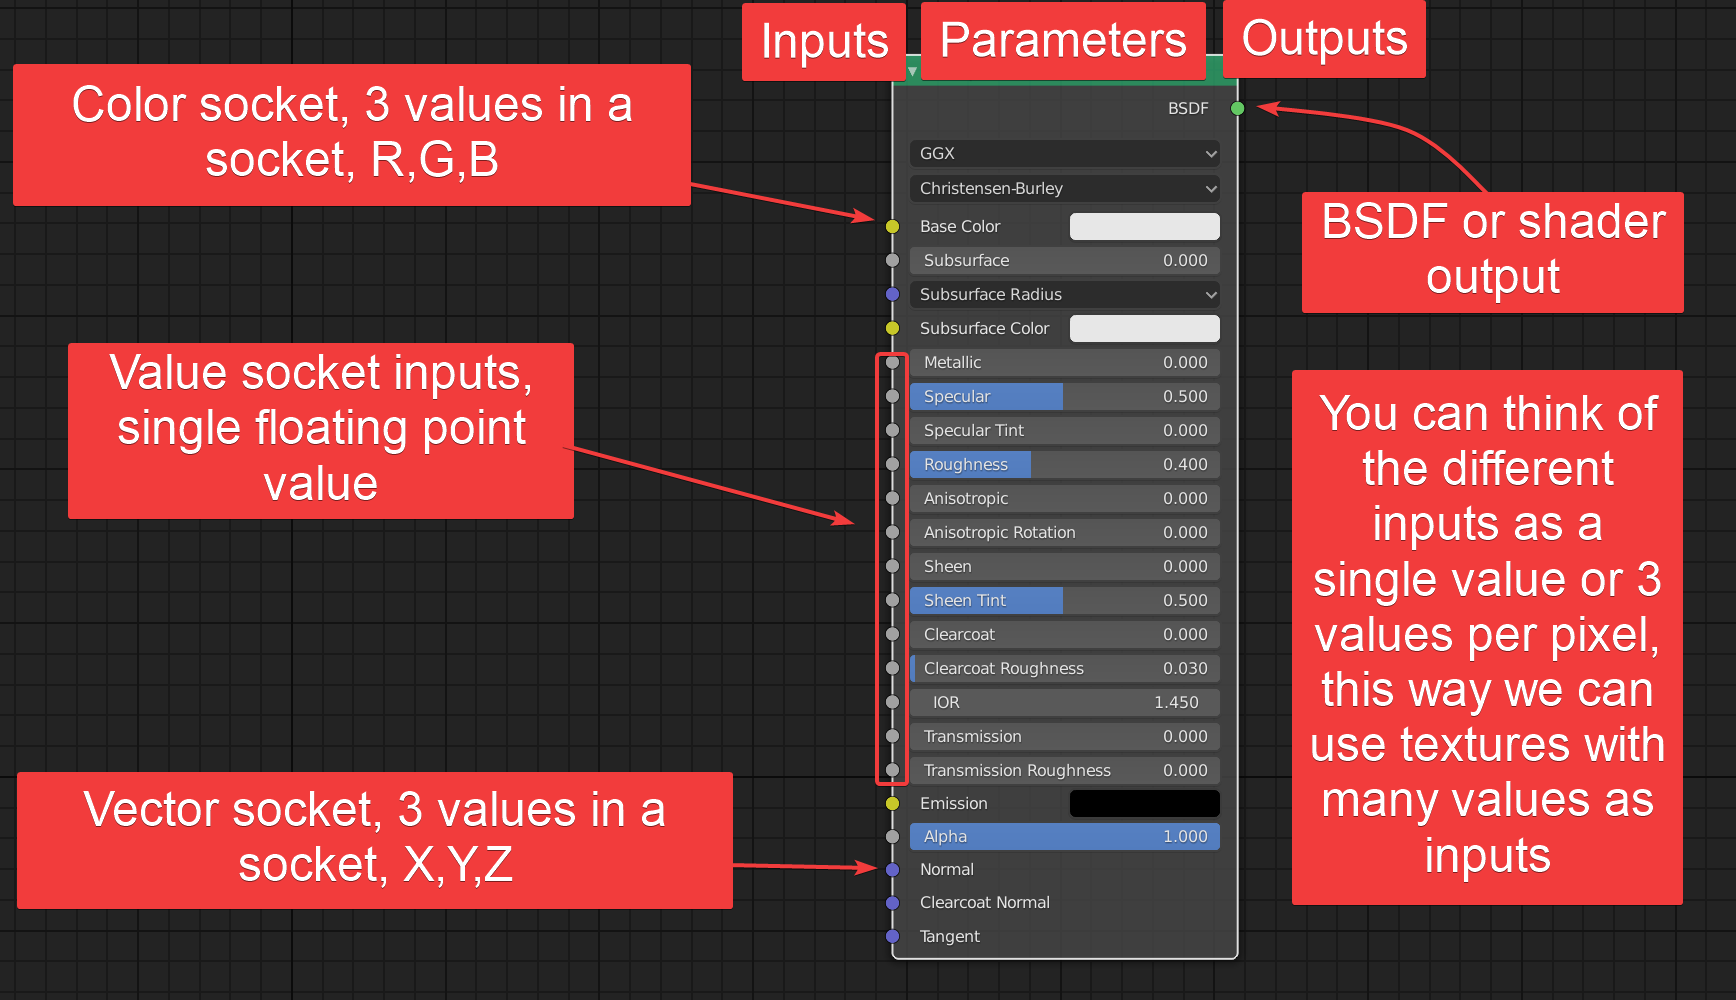 Inputs
Parameters
Outputs
Color socket, 3 values in a
socket, R,G,B
Value socket inputs,
single floating point
value
Vector socket, 3 values in a
socket, X,Y,Z
BSDF
GGX
Christensen-Burley
Base Color
Subsurface 0.000
Subsurface Radius
Subsurface Color
Metallic 0.000
Specular 0.500
Specular Tint 0.000
Roughness 0.400
Anisotropic 0.000
Anisotropic Rotation 0.000
Sheen 0.000
Sheen Tint 0.500
Clearcoat 0.000
Clearcoat Roughness 0.030
IOR 1.450
Transmission 0.000
Transmission Roughness 0.000
Emission
Alpha 1.000
Normal
Clearcoat Normal
Tangent
BSDF or shader
output
You can think of
the different
inputs as a
single value or 3
values per pixel,
this way we can
use textures with
many values as
inputs